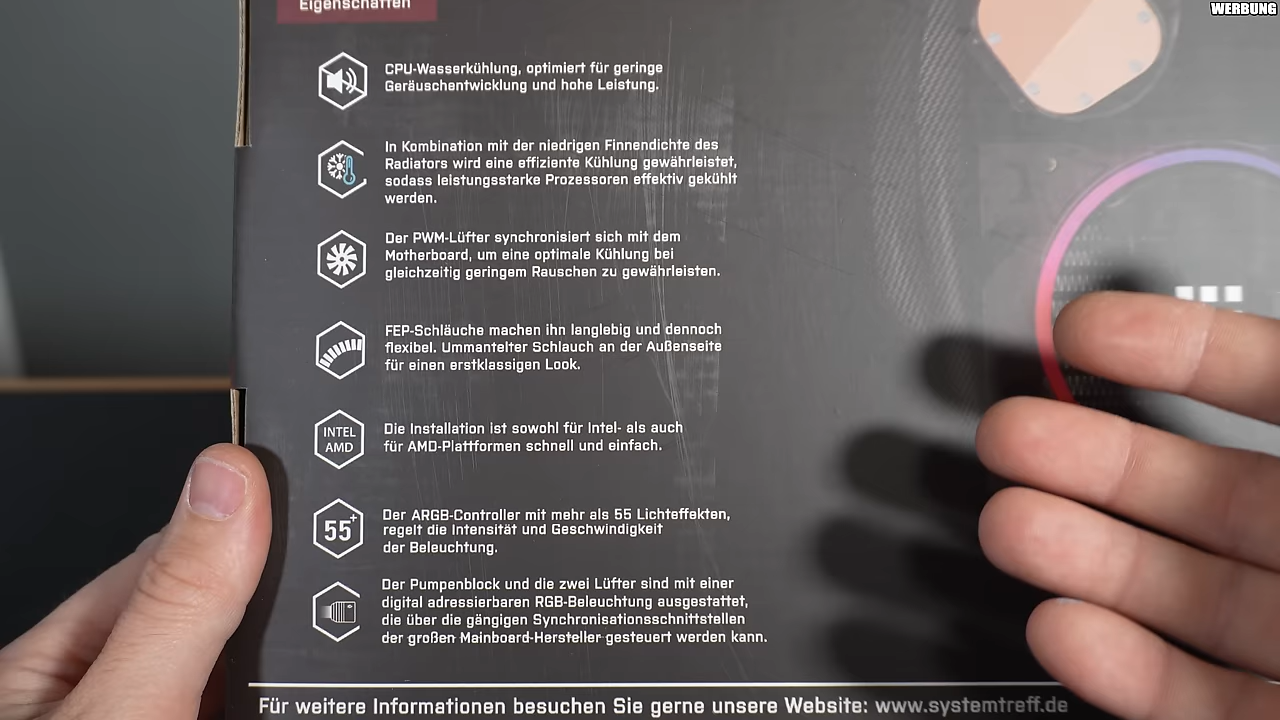 WERBUNG
Eigenschaften
CPU-Wasserkühlung, optimiert für geringe
Geräuschentwicklung und hohe Leistung.
In Kombination mit der niedrigen Finnendichte des
Radiators wird eine effiziente Kühlung gewährleistet,
sodass leistungsstarke Prozessoren effektiv gekühlt
werden.
Der PWM-Lüfter synchronisiert sich mit dem
Motherboard, um eine optimale Kühlung bei
gleichzeitig geringem Rauschen zu gewährleisten.
FEP-Schläuche machen ihn langlebig und dennoch
flexibel. Ummantelter Schlauch an der Außenseite
für einen erstklassigen Look.
INTEL
AMD
Die Installation ist sowohl für Intel- als auch
für AMD-Plattformen schnell und einfach.
55+
Der ARGB-Controller mit mehr als 55 Lichteffekten,
regelt die Intensität und Geschwindigkeit
der Beleuchtung.
Der Pumpenblock und die zwei Lüfter sind mit einer
digital adressierbaren RGB-Beleuchtung ausgestattet,
die über die gängigen Synchronisationsschnittstellen
der großen Mainboard-Hersteller gesteuert werden kann.
Für weitere Informationen besuchen Sie gerne unsere Website: www.systemtreff.de